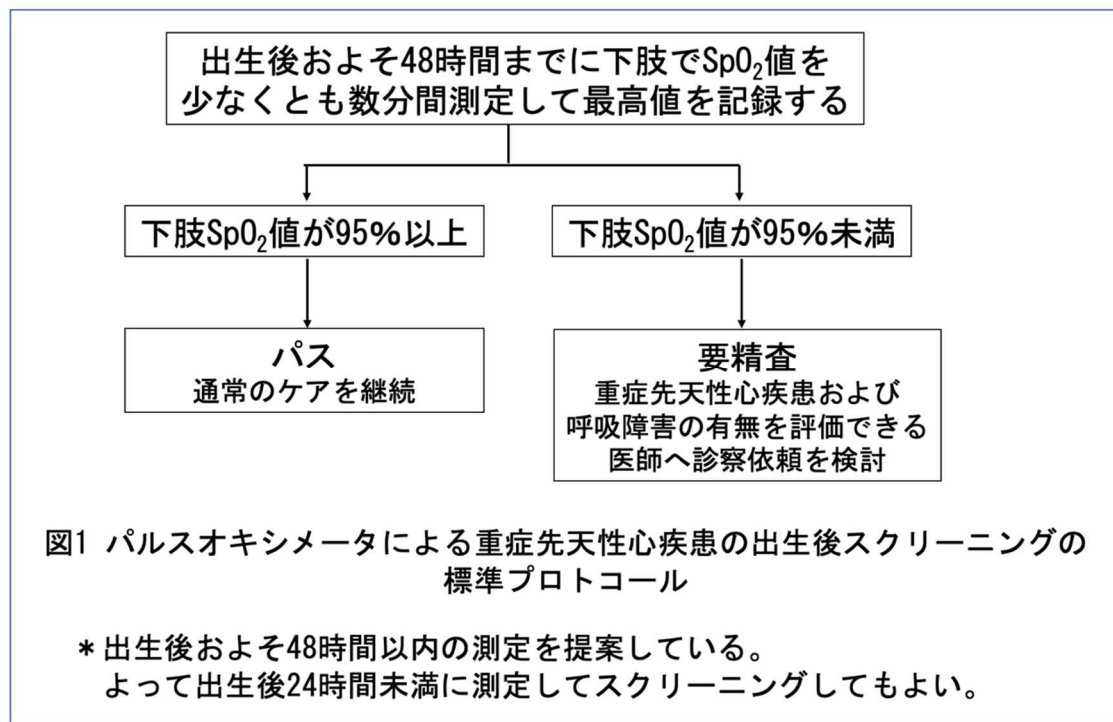 出生後およそ48時間までに下肢でSpO₂値を
少なくとも数分間測定して最高値を記録する
下肢SpO₂値が95%以上
下肢SpO₂値が95%未満
パス
通常のケアを継続
要精査
重症先天性心疾患および
呼吸障害の有無を評価できる
医師へ診察依頼を検討
図1 パルスオキシメータによる重症先天性心疾患の出生後スクリーニングの
標準プロトコール
＊出生後およそ48時間以内の測定を提案している。
よって出生後24時間未満に測定してスクリーニングしてもよい。